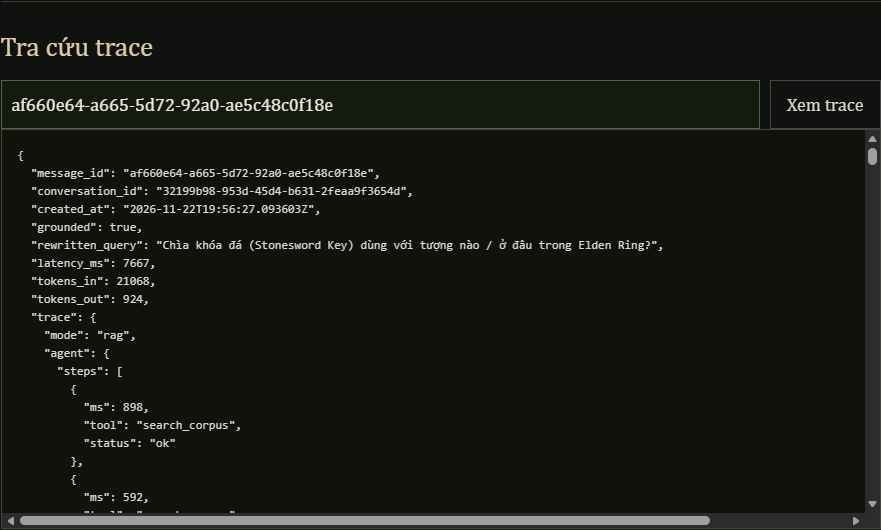 Tra cứu trace
af660e64-a665-5d72-92a0-ae5c48c0f18e
Xem trace
{
"message_id": "af660e64-a665-5d72-92a0-ae5c48c0f18e",
"conversation_id": "32199b98-953d-45d4-b631-2feaa9f3654d",
"created_at": "2026-11-22T19:56:27.093603Z",
"grounded": true,
"rewritten_query": "Chìa khóa đá (Stonesword Key) dùng với tượng nào / ở đâu trong Elden Ring?",
"latency_ms": 7667,
"tokens_in": 21068,
"tokens_out": 924,
"trace": {
"mode": "rag",
"agent": {
"steps": [
{
"ms": 898,
"tool": "search_corpus",
"status": "ok"
},
{
"ms": 592,